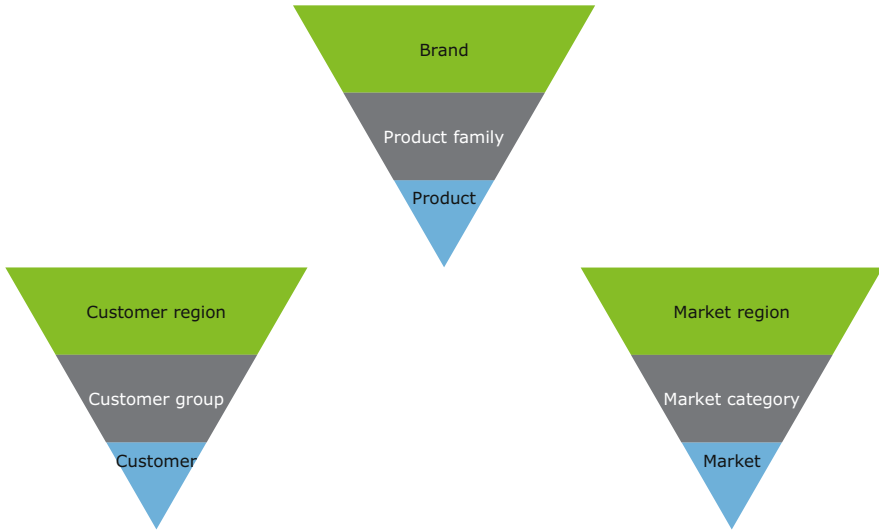 Brand
Product family
Product
Customer region
Customer group
Customer
Market region
Market category
Market